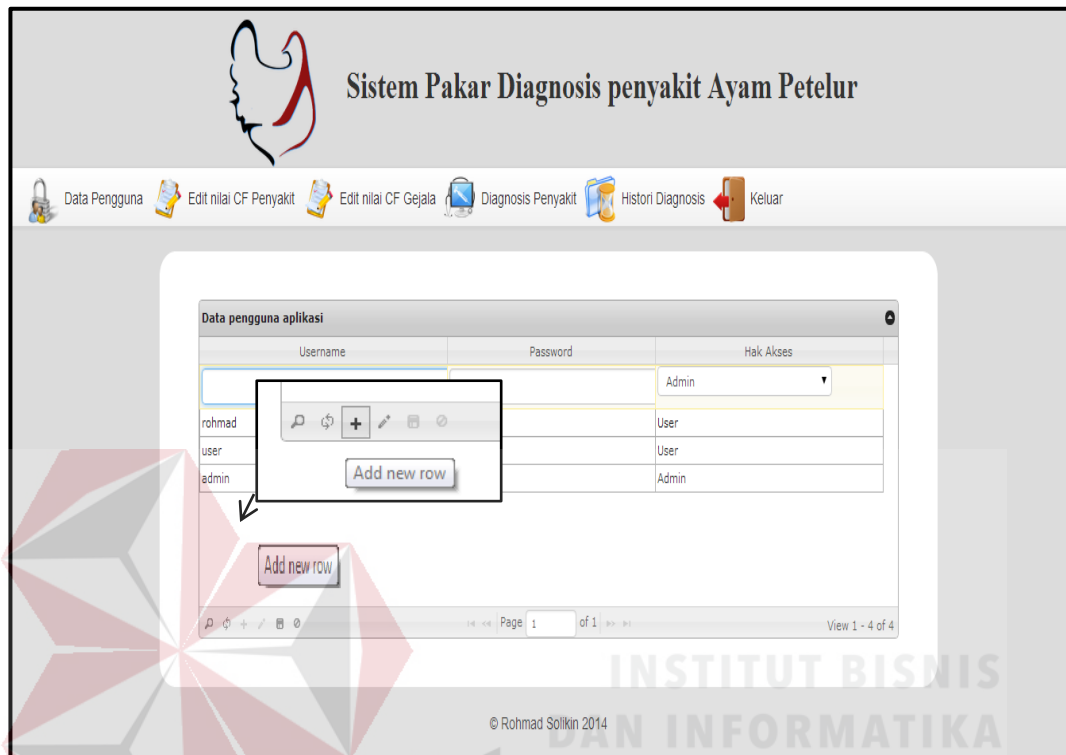 Sistem Pakar Diagnosis penyakit Ayam Petelur
Data Pengguna Edit nilai CF Penyakit Edit nilai CF Gejala Diagnosis Penyakit Histori Diagnosis Keluar
Data pengguna aplikasi
Username Password Hak Akses
Admin
rohmad User
user User
admin Admin
Add new row
Add new row
Page 1 of 1 View 1 - 4 of 4
INSTITUT BISNIS
DAN INFORMATIKA
© Rohmad Solikin 2014